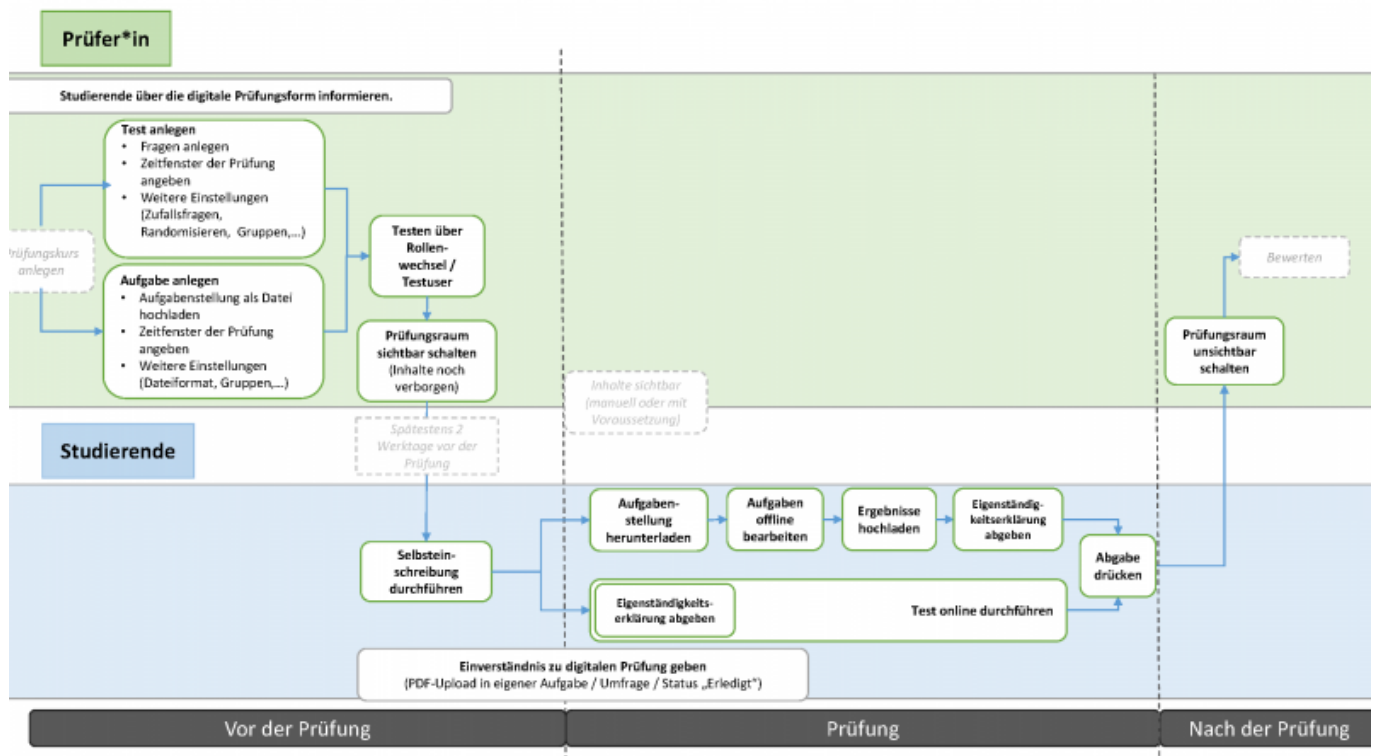 Prüfer*in
Studierende über die digitale Prüfungsform informieren.
Test anlegen
• Fragen anlegen
• Zeitfenster der Prüfung
angeben
• Weitere Einstellungen
(Zufallsfragen,
Randomisieren, Gruppen,...)
Prüfungskurs
anlegen
Aufgabe anlegen
• Aufgabenstellung als Datei
hochladen
• Zeitfenster der Prüfung
angeben
• Weitere Einstellungen
(Dateiformat, Gruppen,...)
Testen über
Rollen-
wechsel /
Testuser
Prüfungsraum
sichtbar schalten
(Inhalte noch
verborgen)
Inhalte sichtbar
(manuell oder mit
Voraussetzung)
Bewerten
Prüfungsraum
unsichtbar
schalten
Spätestens 2
Werktage vor der
Prüfung
Studierende
Selbstein-
schreibung
durchführen
Aufgaben-
stellung
herunterladen
Aufgaben
offline
bearbeiten
Ergebnisse
hochladen
Eigenständig-
keitserklärung
abgeben
Abgabe
drücken
Eigenständigkeits-
erklärung abgeben
Test online durchführen
Einverständnis zu digitalen Prüfung geben
(PDF-Upload in eigener Aufgabe / Umfrage / Status „Erledigt“)
Vor der Prüfung
Prüfung
Nach der Prüfung